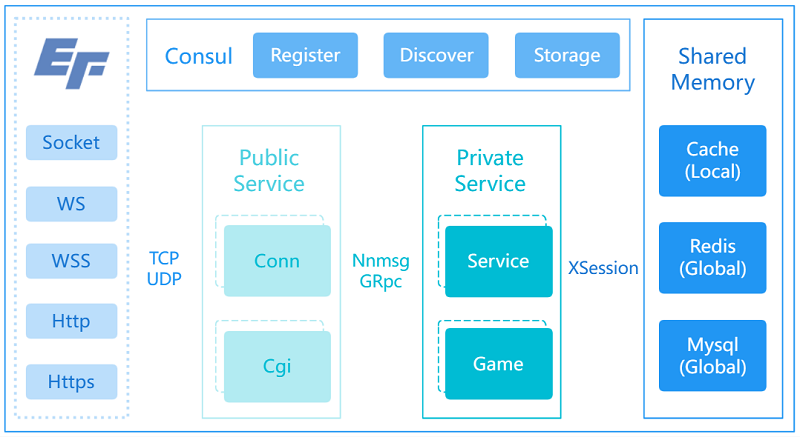 EF
Socket
WS
WSS
Http
Https
Consul
Register
Discover
Storage
TCP
UDP
Public
Service
Conn
Cgi
Nnmsg
GRpc
Private
Service
Service
Game
XSession
Shared
Memory
Cache
(Local)
Redis
(Global)
Mysql
(Global)